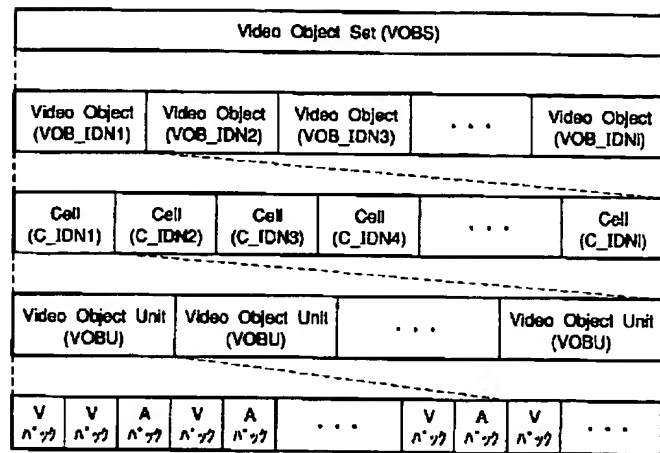 Video Object Set (VOBS)
Video Object Video Object Video Object . . . Video Object
(VOB_IDN1) (VOB_IDN2) (VOB_IDN3) (VOB_IDNi)
Cell Cell Cell Cell . . . Cell
(C_IDN1) (C_IDN2) (C_IDN3) (C_IDN4) (C_IDNi)
Video Object Unit Video Object Unit . . . Video Object Unit
(VOBU) (VOBU) (VOBU)
V V A V A . . . V A V . . .
パック パック パック パック パック パック パック パック